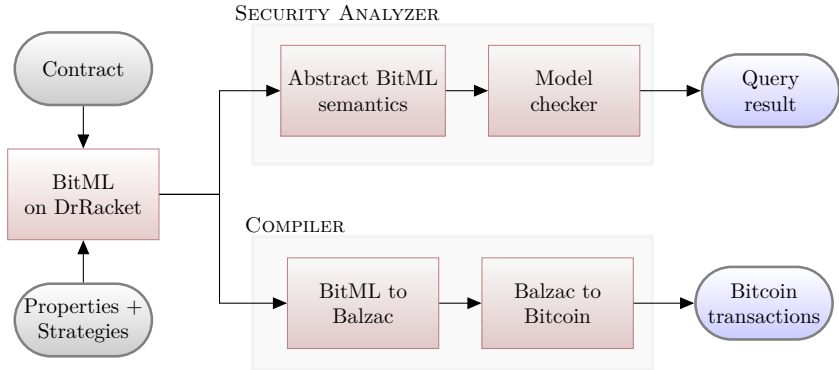 SECURITY ANALYZER
Contract
Abstract BitML
semantics
Model
checker
Query
result
BitML
on DrRacket
COMPILER
Properties +
Strategies
BitML to
Balzac
Balzac to
Bitcoin
Bitcoin
transactions